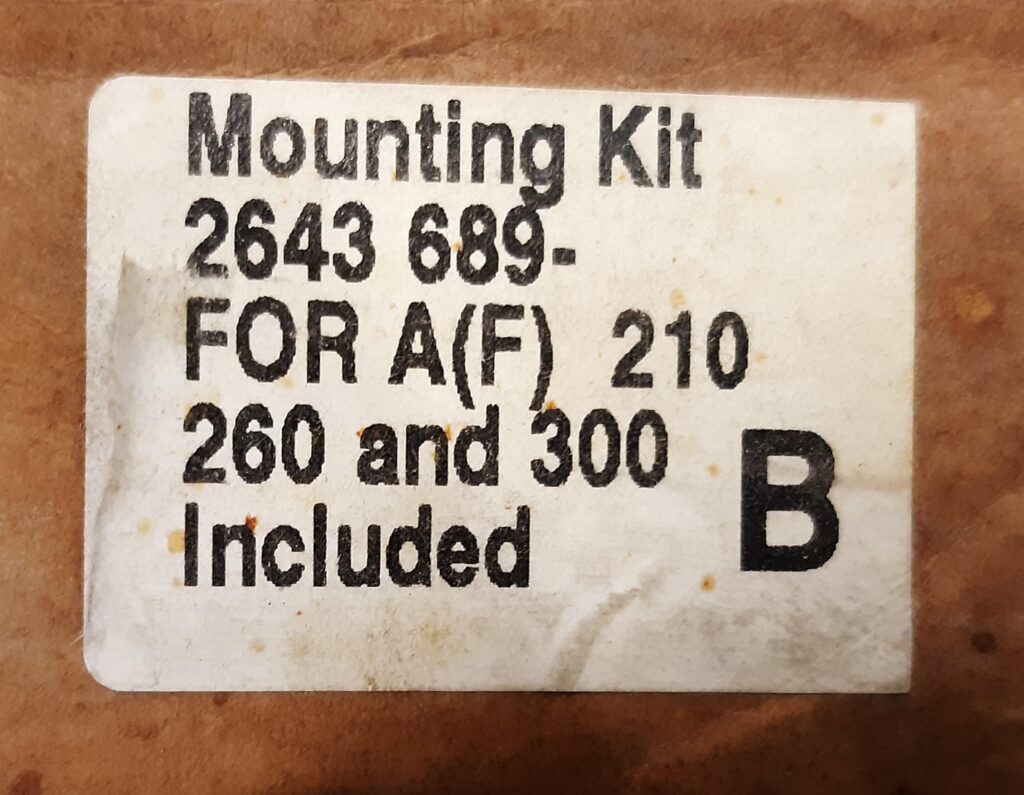 Mounting Kit
2643 689-
FOR A(F) 210
260 and 300
Included
B